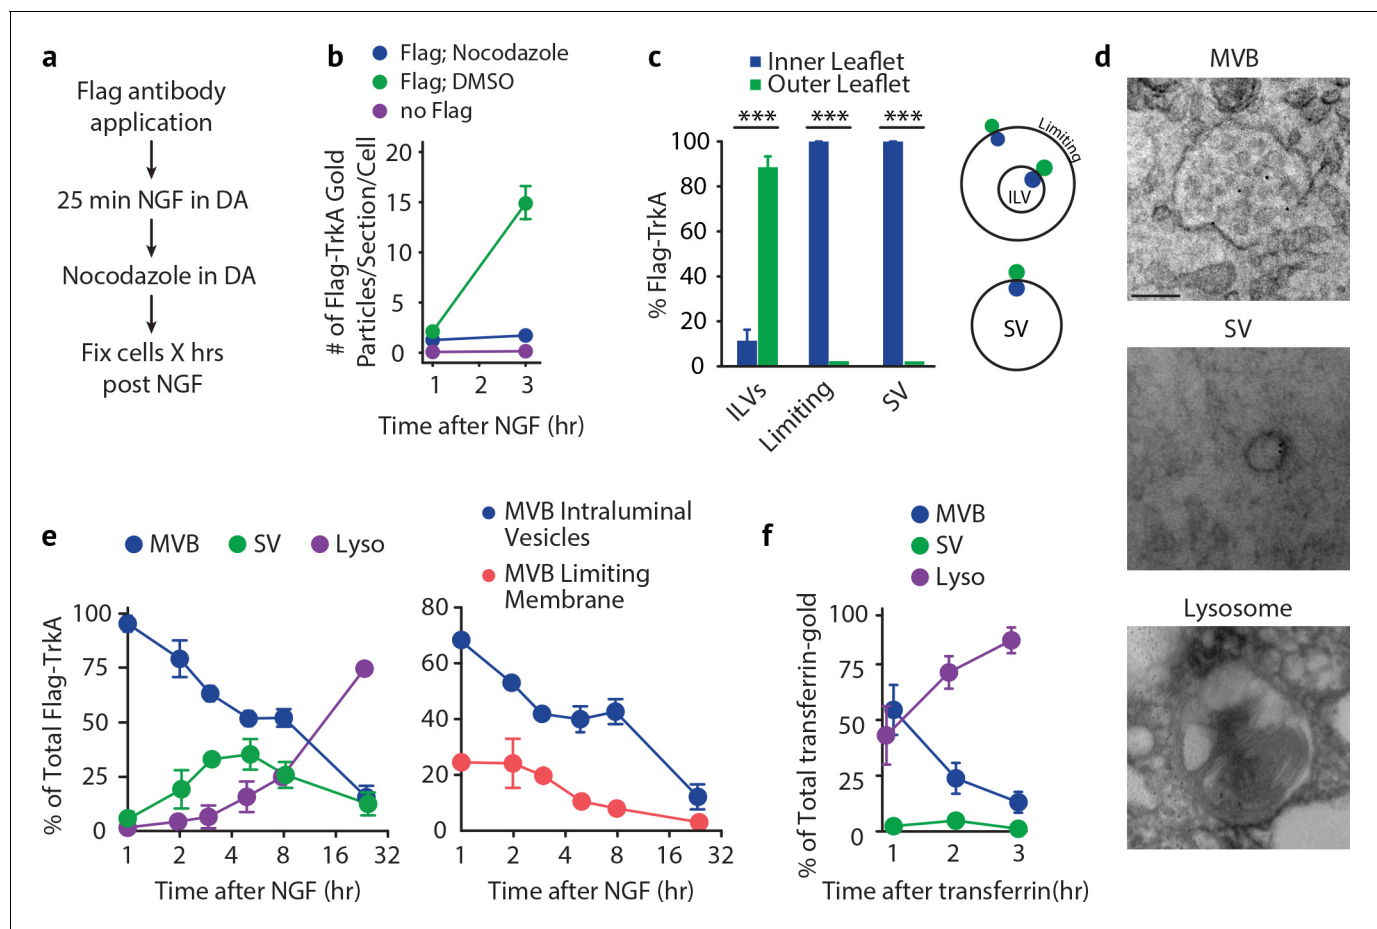 a
Flag antibody
application
25 min NGF in DA
Nocodazole in DA
Fix cells X hrs
post NGF
b
Flag; Nocodazole
Flag; DMSO
no Flag
# of Flag-TrkA Gold
Particles/Section/Cell
20
15
10
5
0
1 2 3
Time after NGF (hr)
c
Inner Leaflet
Outer Leaflet
*** *** ***
% Flag-TrkA
100
80
60
40
20
0
ILVs Limiting SV
Limiting
ILV
SV
d
MVB
SV
Lysosome
e
MVB SV Lyso
% of Total Flag-TrkA
100
75
50
25
0
1 2 4 8 16 32
Time after NGF (hr)
MVB Intraluminal
Vesicles
MVB Limiting
Membrane
80
60
40
20
0
1 2 4 8 16 32
Time after NGF (hr)
f
MVB
SV
Lyso
% of Total transferrin-gold
100
75
50
25
0
1 2 3
Time after transferrin(hr)